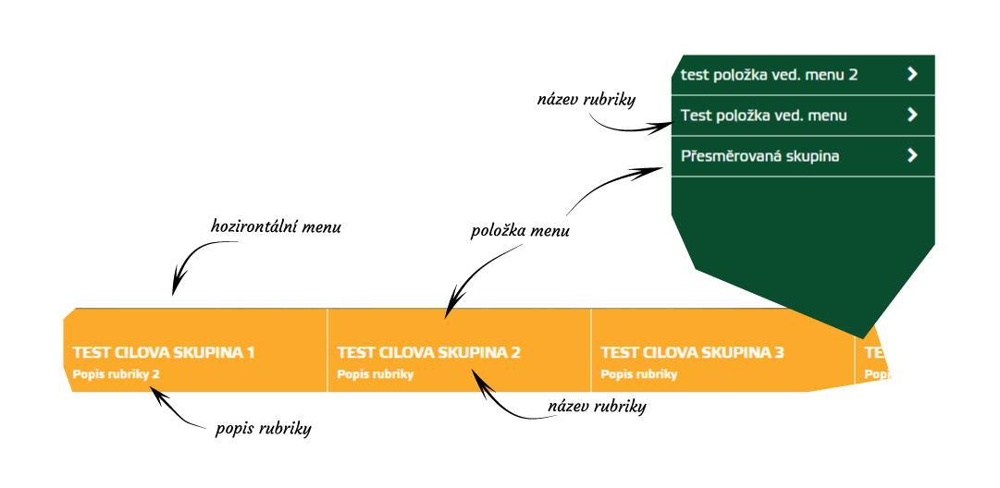 test položka ved. menu 2
název rubriky
Test položka ved. menu
Přesměrovaná skupina
hozirontální menu
položka menu
TEST CILOVA SKUPINA 1
Popis rubriky 2
TEST CILOVA SKUPINA 2
Popis rubriky
TEST CILOVA SKUPINA 3
Popis rubriky
TE
Pop
název rubriky
popis rubriky